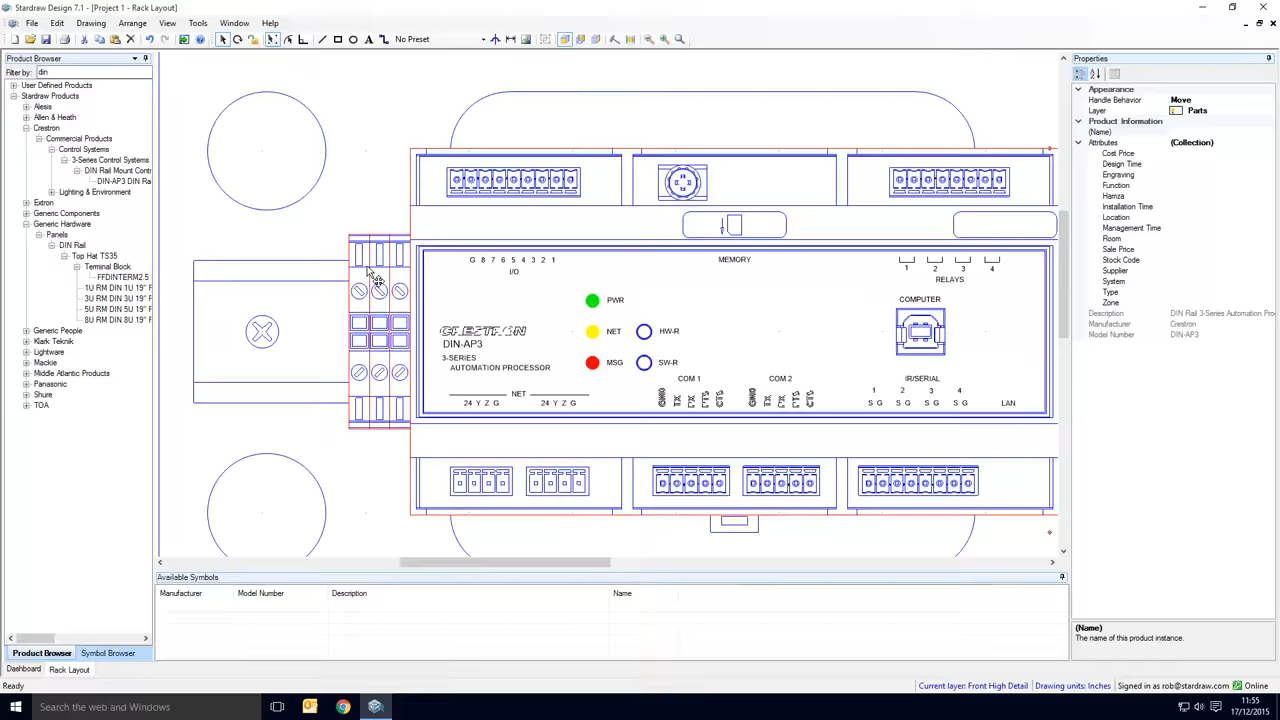 Stardraw Design 7.1 - [Project 1 - Rack Layout]
File Edit Drawing Arrange View Tools Window Help
No Preset
Product Browser
Filter by: din
User Defined Products
Stardraw Products
Alesis
Allen & Heath
Crestron
Commercial Products
Control Systems
3-Series Control Systems
DIN Rail Mount Contr
DIN-AP3 DIN Ra
Lighting & Environment
Extron
Generic Components
Generic Hardware
Panels
DIN Rail
Top Hat TS35
Terminal Block
FFDINTERM2.5
1U RM DIN 1U 19" F
3U RM DIN 3U 19" F
5U RM DIN 5U 19" F
8U RM DIN 8U 19" F
Generic People
Klark Teknik
Lightware
Mackie
Middle Atlantic Products
Panasonic
Shure
TOA
Product Browser Symbol Browser
Dashboard Rack Layout
Ready
G 8 7 6 5 4 3 2 1
I/O
MEMORY
1 2 3 4
RELAYS
COMPUTER
PWR
NET HW-R
MSG SW-R
CRESTRON
DIN-AP3
3-SERIES
AUTOMATION PROCESSOR
NET
24 Y Z G 24 Y Z G
COM 1 COM 2
GND TX RX RTS CTS GND TX RX RTS CTS
IR/SERIAL
1 2 3 4
S G S G S G S G LAN
Available Symbols
Manufacturer Model Number Description Name
Properties
Appearance
Handle Behavior Move
Layer Parts
Product Information
(Name)
Attributes (Collection)
Cost Price
Design Time
Engraving
Function
Hamza
Installation Time
Location
Management Time
Room
Sale Price
Stock Code
Supplier
System
Type
Zone
Description DIN Rail 3-Series Automation Pro
Manufacturer Crestron
Model Number DIN-AP3
(Name)
The name of this product instance.
Current layer: Front High Detail Drawing units: Inches Signed in as rob@stardraw.com Online
Search the web and Windows
11:55
17/12/2015